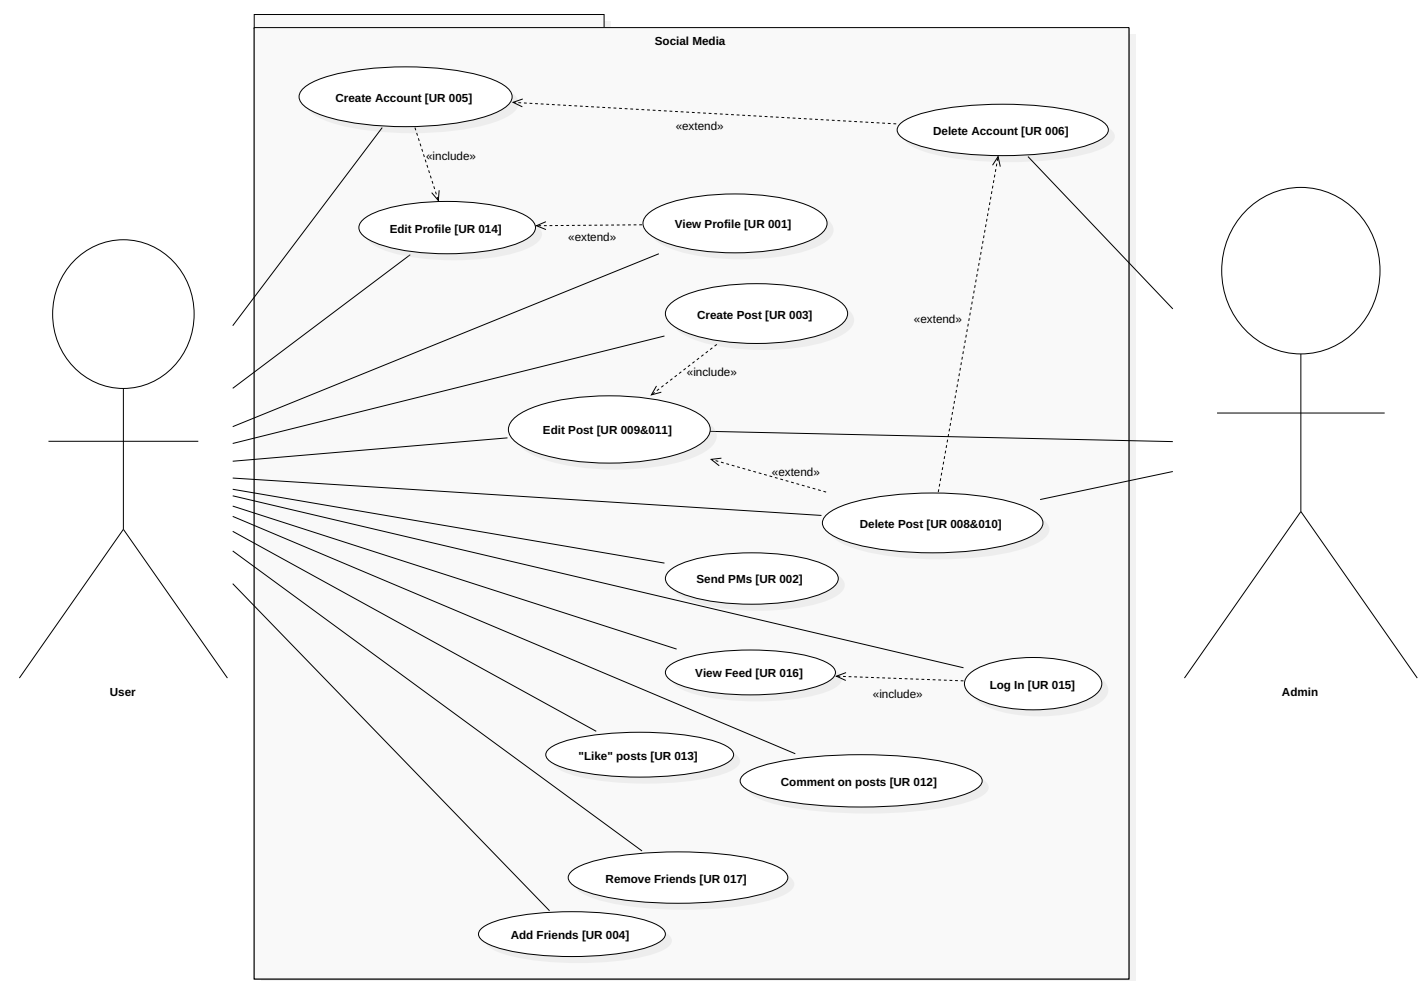 Social Media
Create Account [UR 005]
«extend»
Delete Account [UR 006]
«include»
Edit Profile [UR 014]
«extend»
View Profile [UR 001]
Create Post [UR 003]
«extend»
«include»
Edit Post [UR 009&011]
«extend»
Delete Post [UR 008&010]
Send PMs [UR 002]
View Feed [UR 016]
«include»
Log In [UR 015]
User
Admin
"Like" posts [UR 013]
Comment on posts [UR 012]
Remove Friends [UR 017]
Add Friends [UR 004]